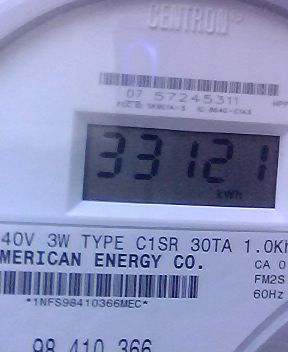 CENTRON®
07 57245311
33121
kWh
40V 3W TYPE C1SR 30TA 1.0Kh
MERICAN ENERGY CO.
CA 0
FM2S
60Hz
*1NFS98410366MEC*
98 410 366